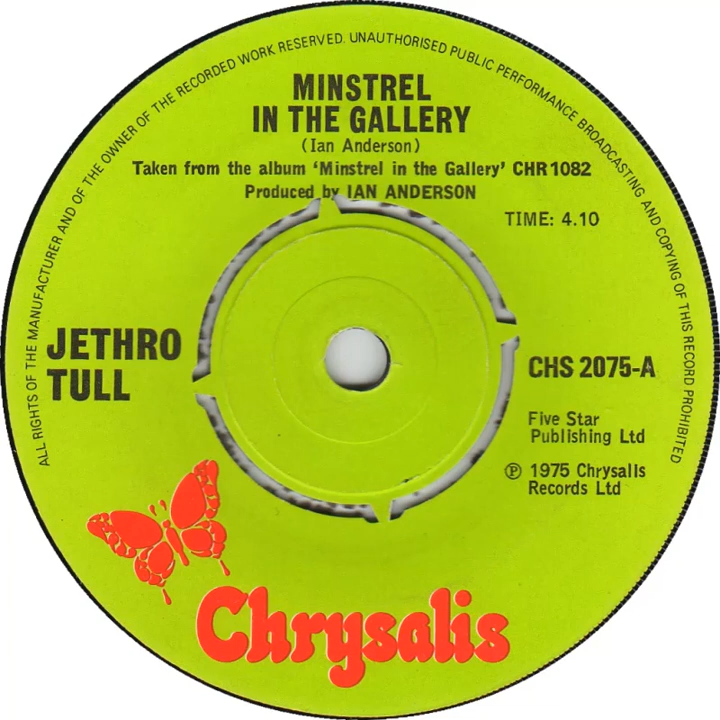 ALL RIGHTS OF THE MANUFACTURER AND OF THE OWNER OF THE RECORDED WORK RESERVED. UNAUTHORISED PUBLIC PERFORMANCE BROADCASTING AND COPYING OF THIS RECORD PROHIBITED
MINSTREL
IN THE GALLERY
(Ian Anderson)
Taken from the album ‘Minstrel in the Gallery’ CHR 1082
Produced by IAN ANDERSON
TIME: 4.10
JETHRO
TULL
CHS 2075-A
Five Star
Publishing Ltd
℗ 1975 Chrysalis
Records Ltd
Chrysalis